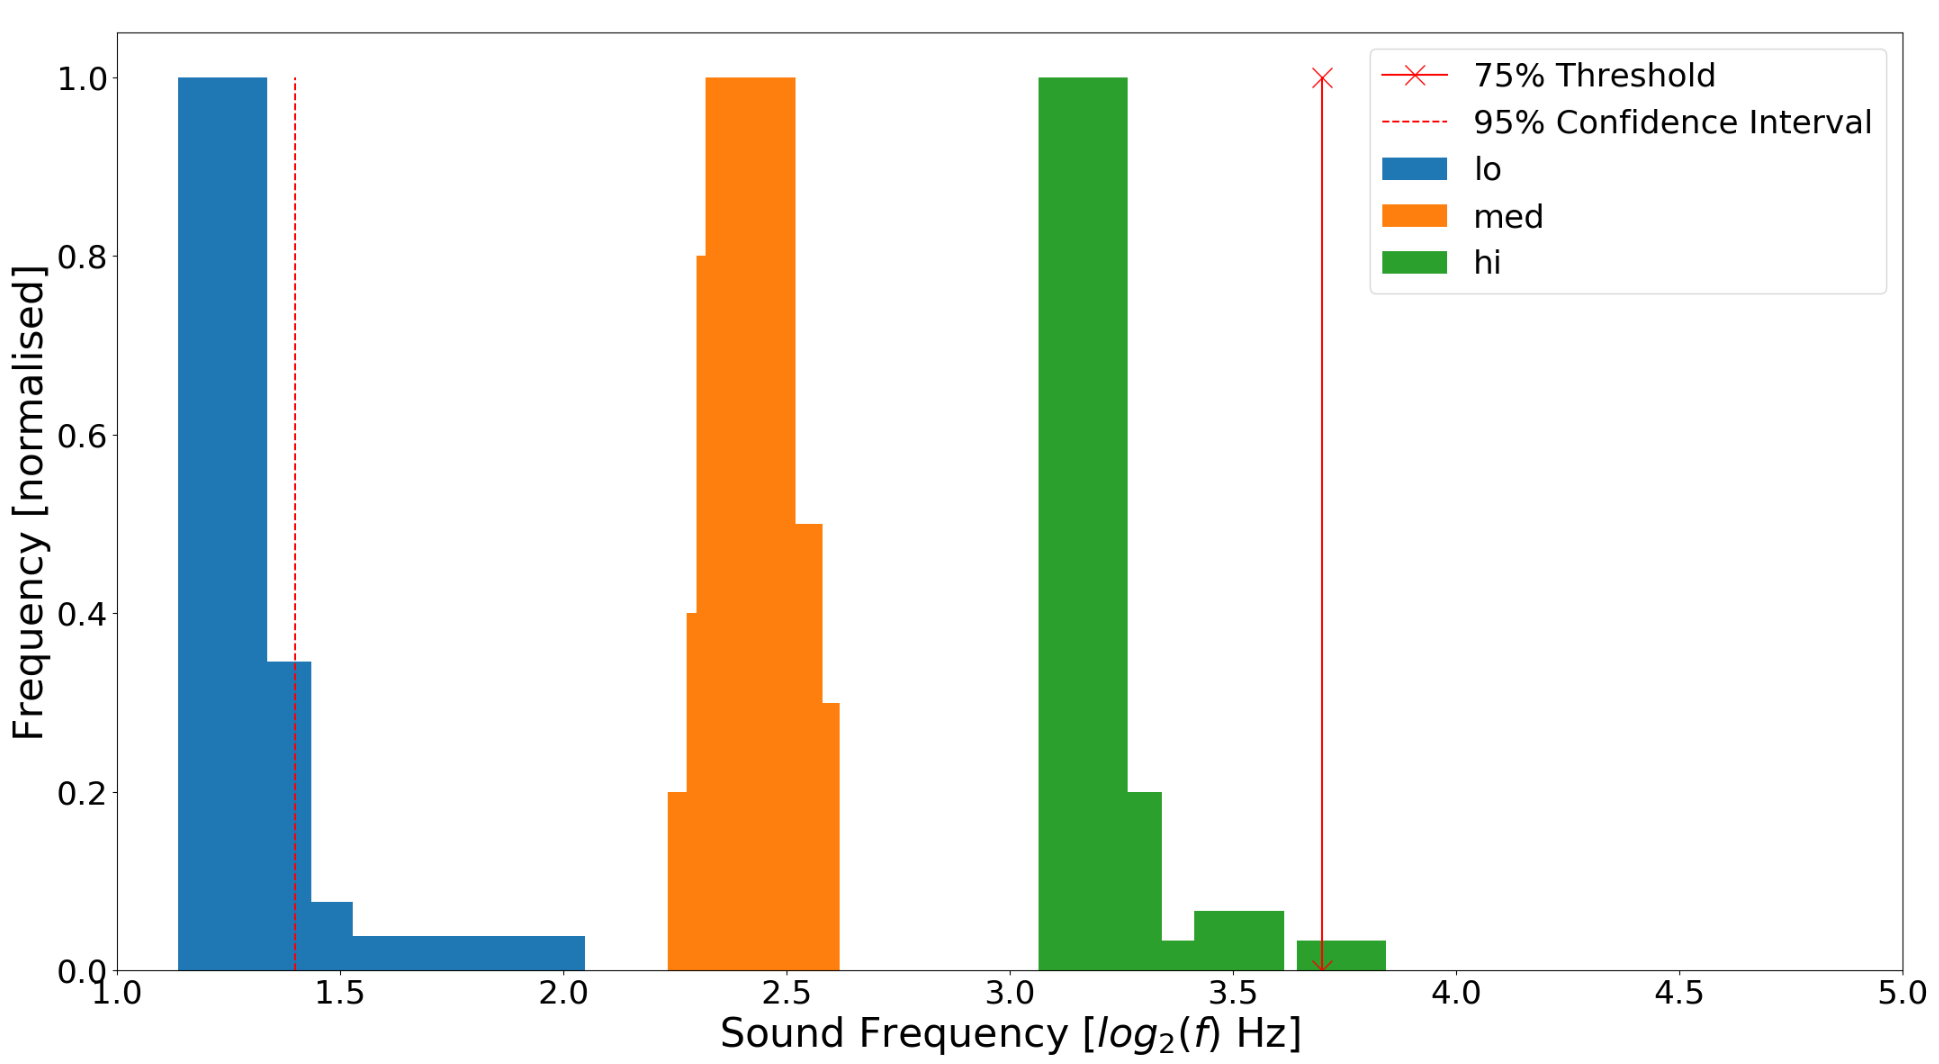 75% Threshold
95% Confidence Interval
lo
med
hi
Frequency [normalised]
1.0
0.8
0.6
0.4
0.2
0.0
1.0 1.5 2.0 2.5 3.0 3.5 4.0 4.5 5.0
Sound Frequency [log₂(f) Hz]